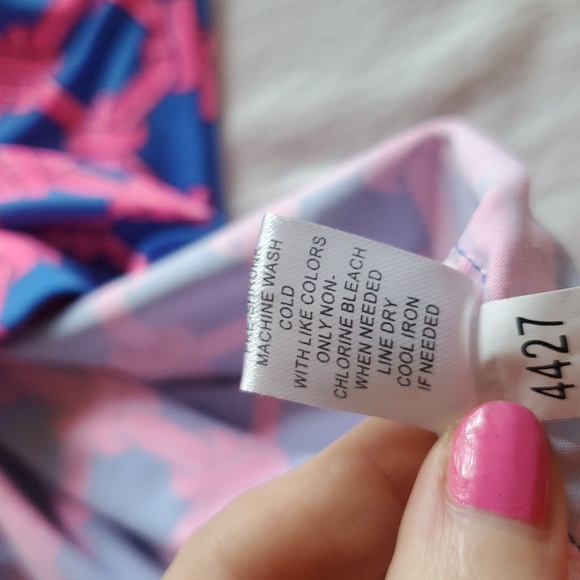 MACHINE WASH
COLD
WITH LIKE COLORS
ONLY NON-
CHLORINE BLEACH
WHEN NEEDED
LINE DRY
COOL IRON
IF NEEDED
4427